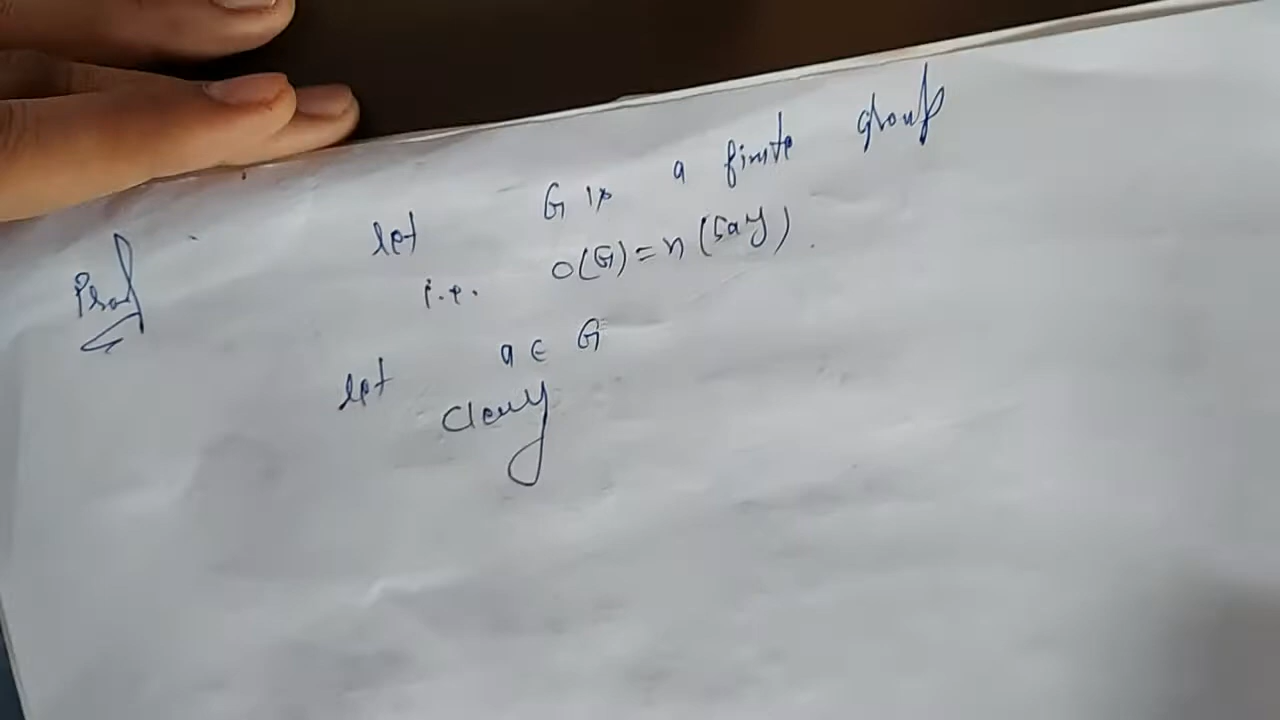 Proof let G is a finite group
i.e. o(G) = n (say).
let a ∈ G
Clearly